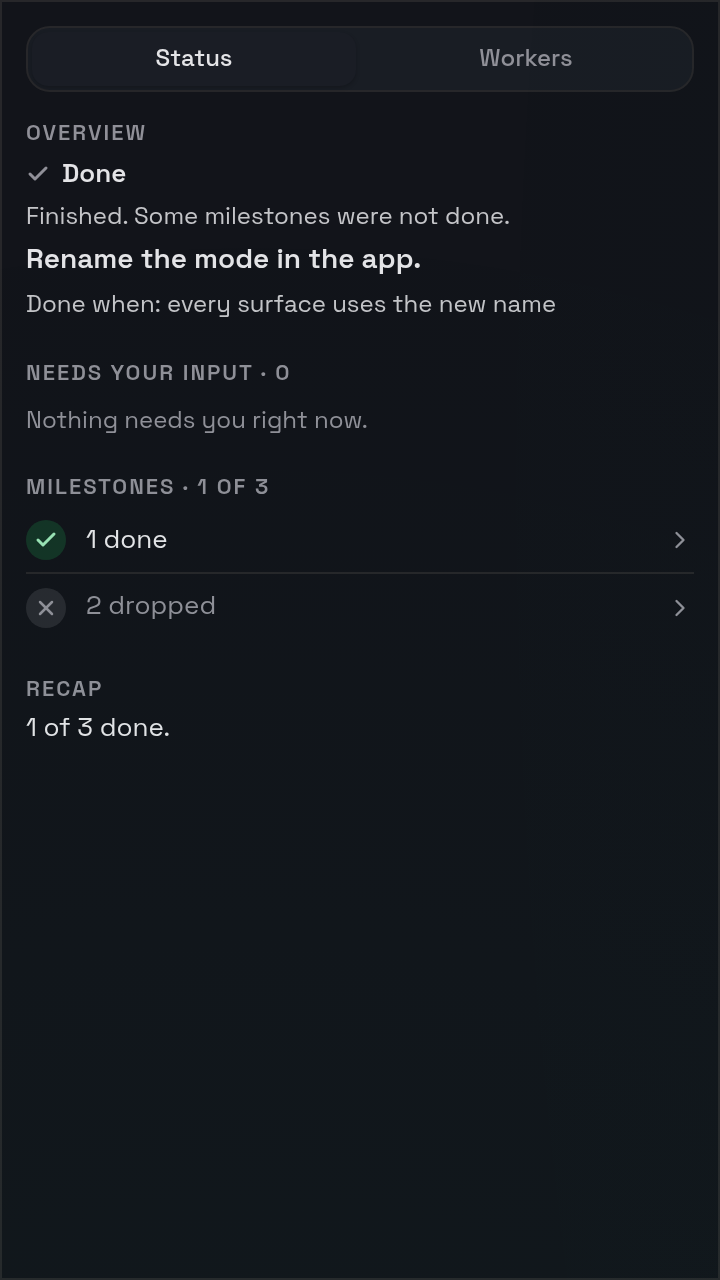 Status
Workers
OVERVIEW
Done
Finished. Some milestones were not done.
Rename the mode in the app.
Done when: every surface uses the new name
NEEDS YOUR INPUT · 0
Nothing needs you right now.
MILESTONES · 1 OF 3
1 done
2 dropped
RECAP
1 of 3 done.